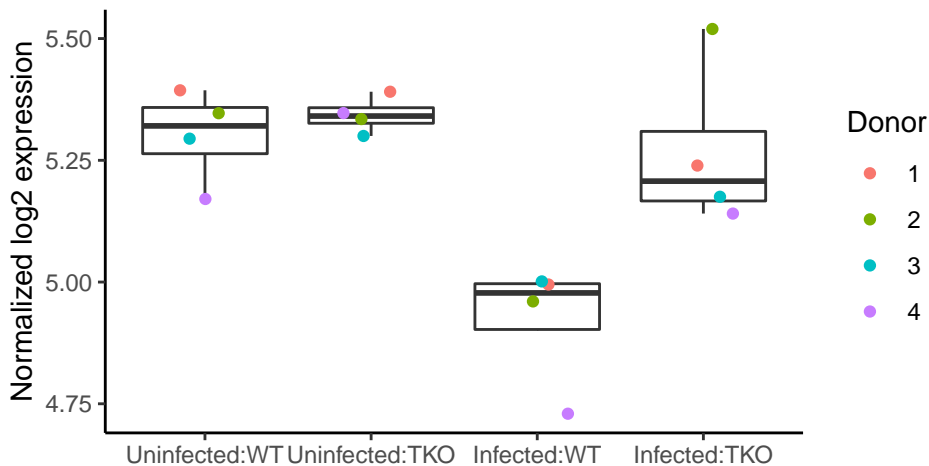 Normalized log2 expression
5.50
5.25
5.00
4.75
Uninfected:WT Uninfected:TKO Infected:WT Infected:TKO
Donor
1
2
3
4